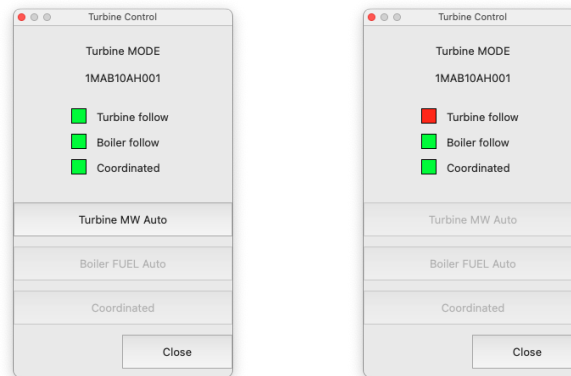 Turbine Control
Turbine MODE
1MAB10AH001
Turbine follow
Boiler follow
Coordinated
Turbine MW Auto
Boiler FUEL Auto
Coordinated
Close
Turbine Control
Turbine MODE
1MAB10AH001
Turbine follow
Boiler follow
Coordinated
Turbine MW Auto
Boiler FUEL Auto
Coordinated
Close